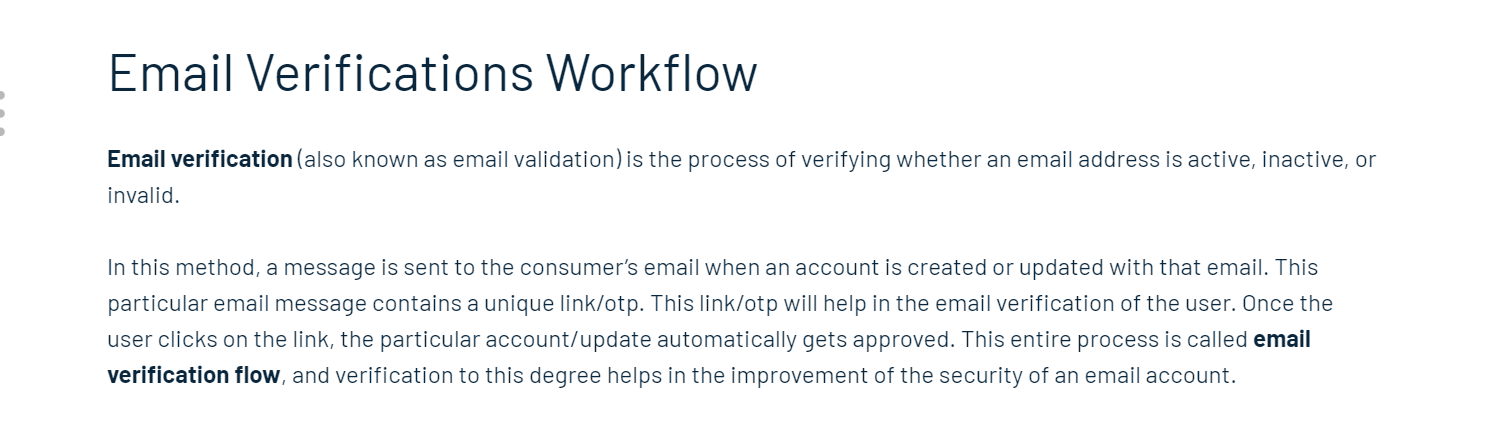 Email Verifications Workflow
Email verification (also known as email validation) is the process of verifying whether an email address is active, inactive, or
invalid.
In this method, a message is sent to the consumer’s email when an account is created or updated with that email. This
particular email message contains a unique link/otp. This link/otp will help in the email verification of the user. Once the
user clicks on the link, the particular account/update automatically gets approved. This entire process is called email
verification flow, and verification to this degree helps in the improvement of the security of an email account.